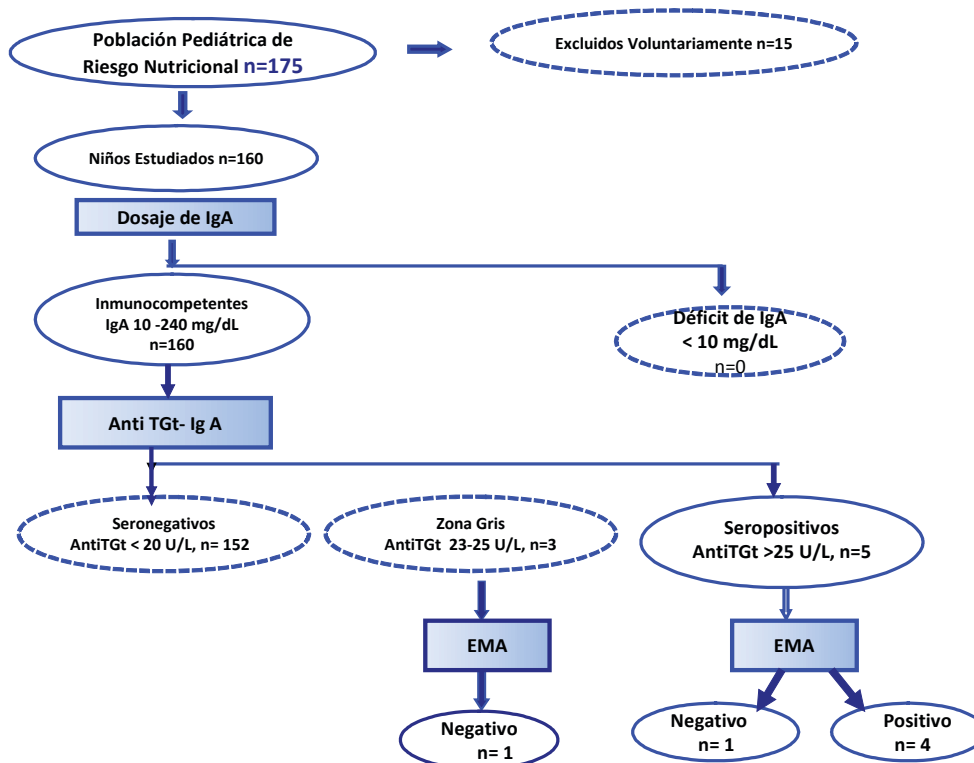 Población Pediátrica de
Riesgo Nutricional n=175
Excluidos Voluntariamente n=15
Niños Estudiados n=160
Dosaje de IgA
Inmunocompetentes
IgA 10 -240 mg/dL
n=160
Déficit de IgA
< 10 mg/dL
n=0
Anti TGt- Ig A
Seronegativos
AntiTGt < 20 U/L, n= 152
Zona Gris
AntiTGt 23-25 U/L, n=3
Seropositivos
AntiTGt >25 U/L, n=5
EMA
EMA
Negativo
n= 1
Negativo
n= 1
Positivo
n= 4